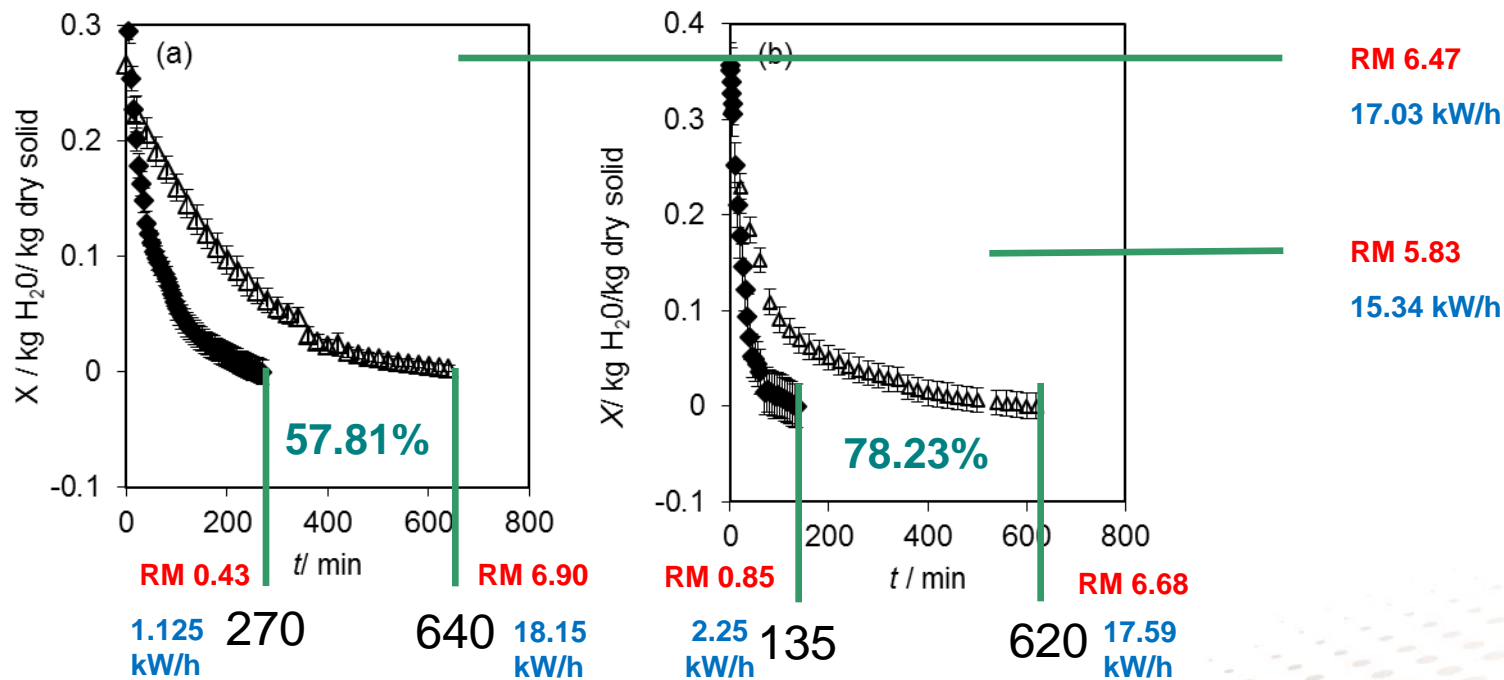 0.3
0.2
0.1
0
-0.1
X / kg H₂0/ kg dry solid
(a)
57.81%
0
200
400
600
800
t/ min
RM 0.43
RM 6.90
1.125
kW/h
270
640
18.15
kW/h
0.4
0.3
0.2
0.1
0
-0.1
X/ kg H₂0/kg dry solid
(b)
78.23%
0
200
400
600
800
t / min
RM 0.85
RM 6.68
2.25
kW/h
135
620
17.59
kW/h
RM 6.47
17.03 kW/h
RM 5.83
15.34 kW/h